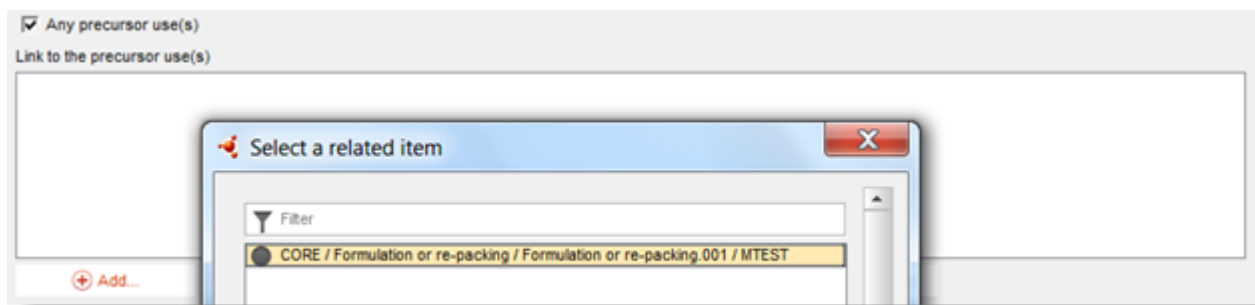 Any precursor use(s)
Link to the precursor use(s)
Select a related item
Filter
CORE / Formulation or re-packing / Formulation or re-packing.001 / MTEST
Add...